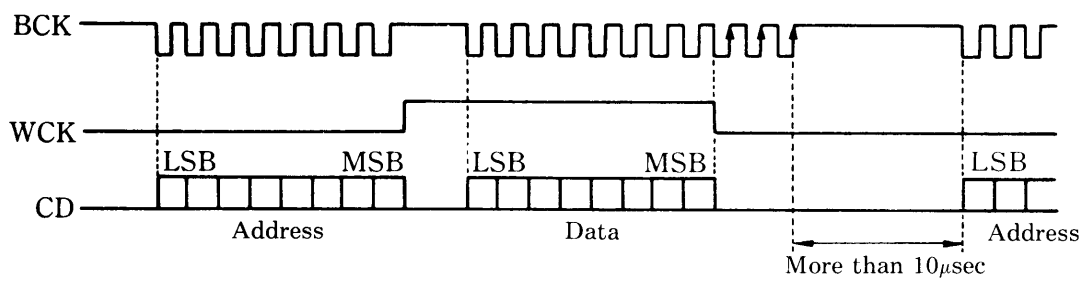 BCK
WCK
LSB MSB LSB MSB LSB
CD
Address Data Address
More than 10μsec